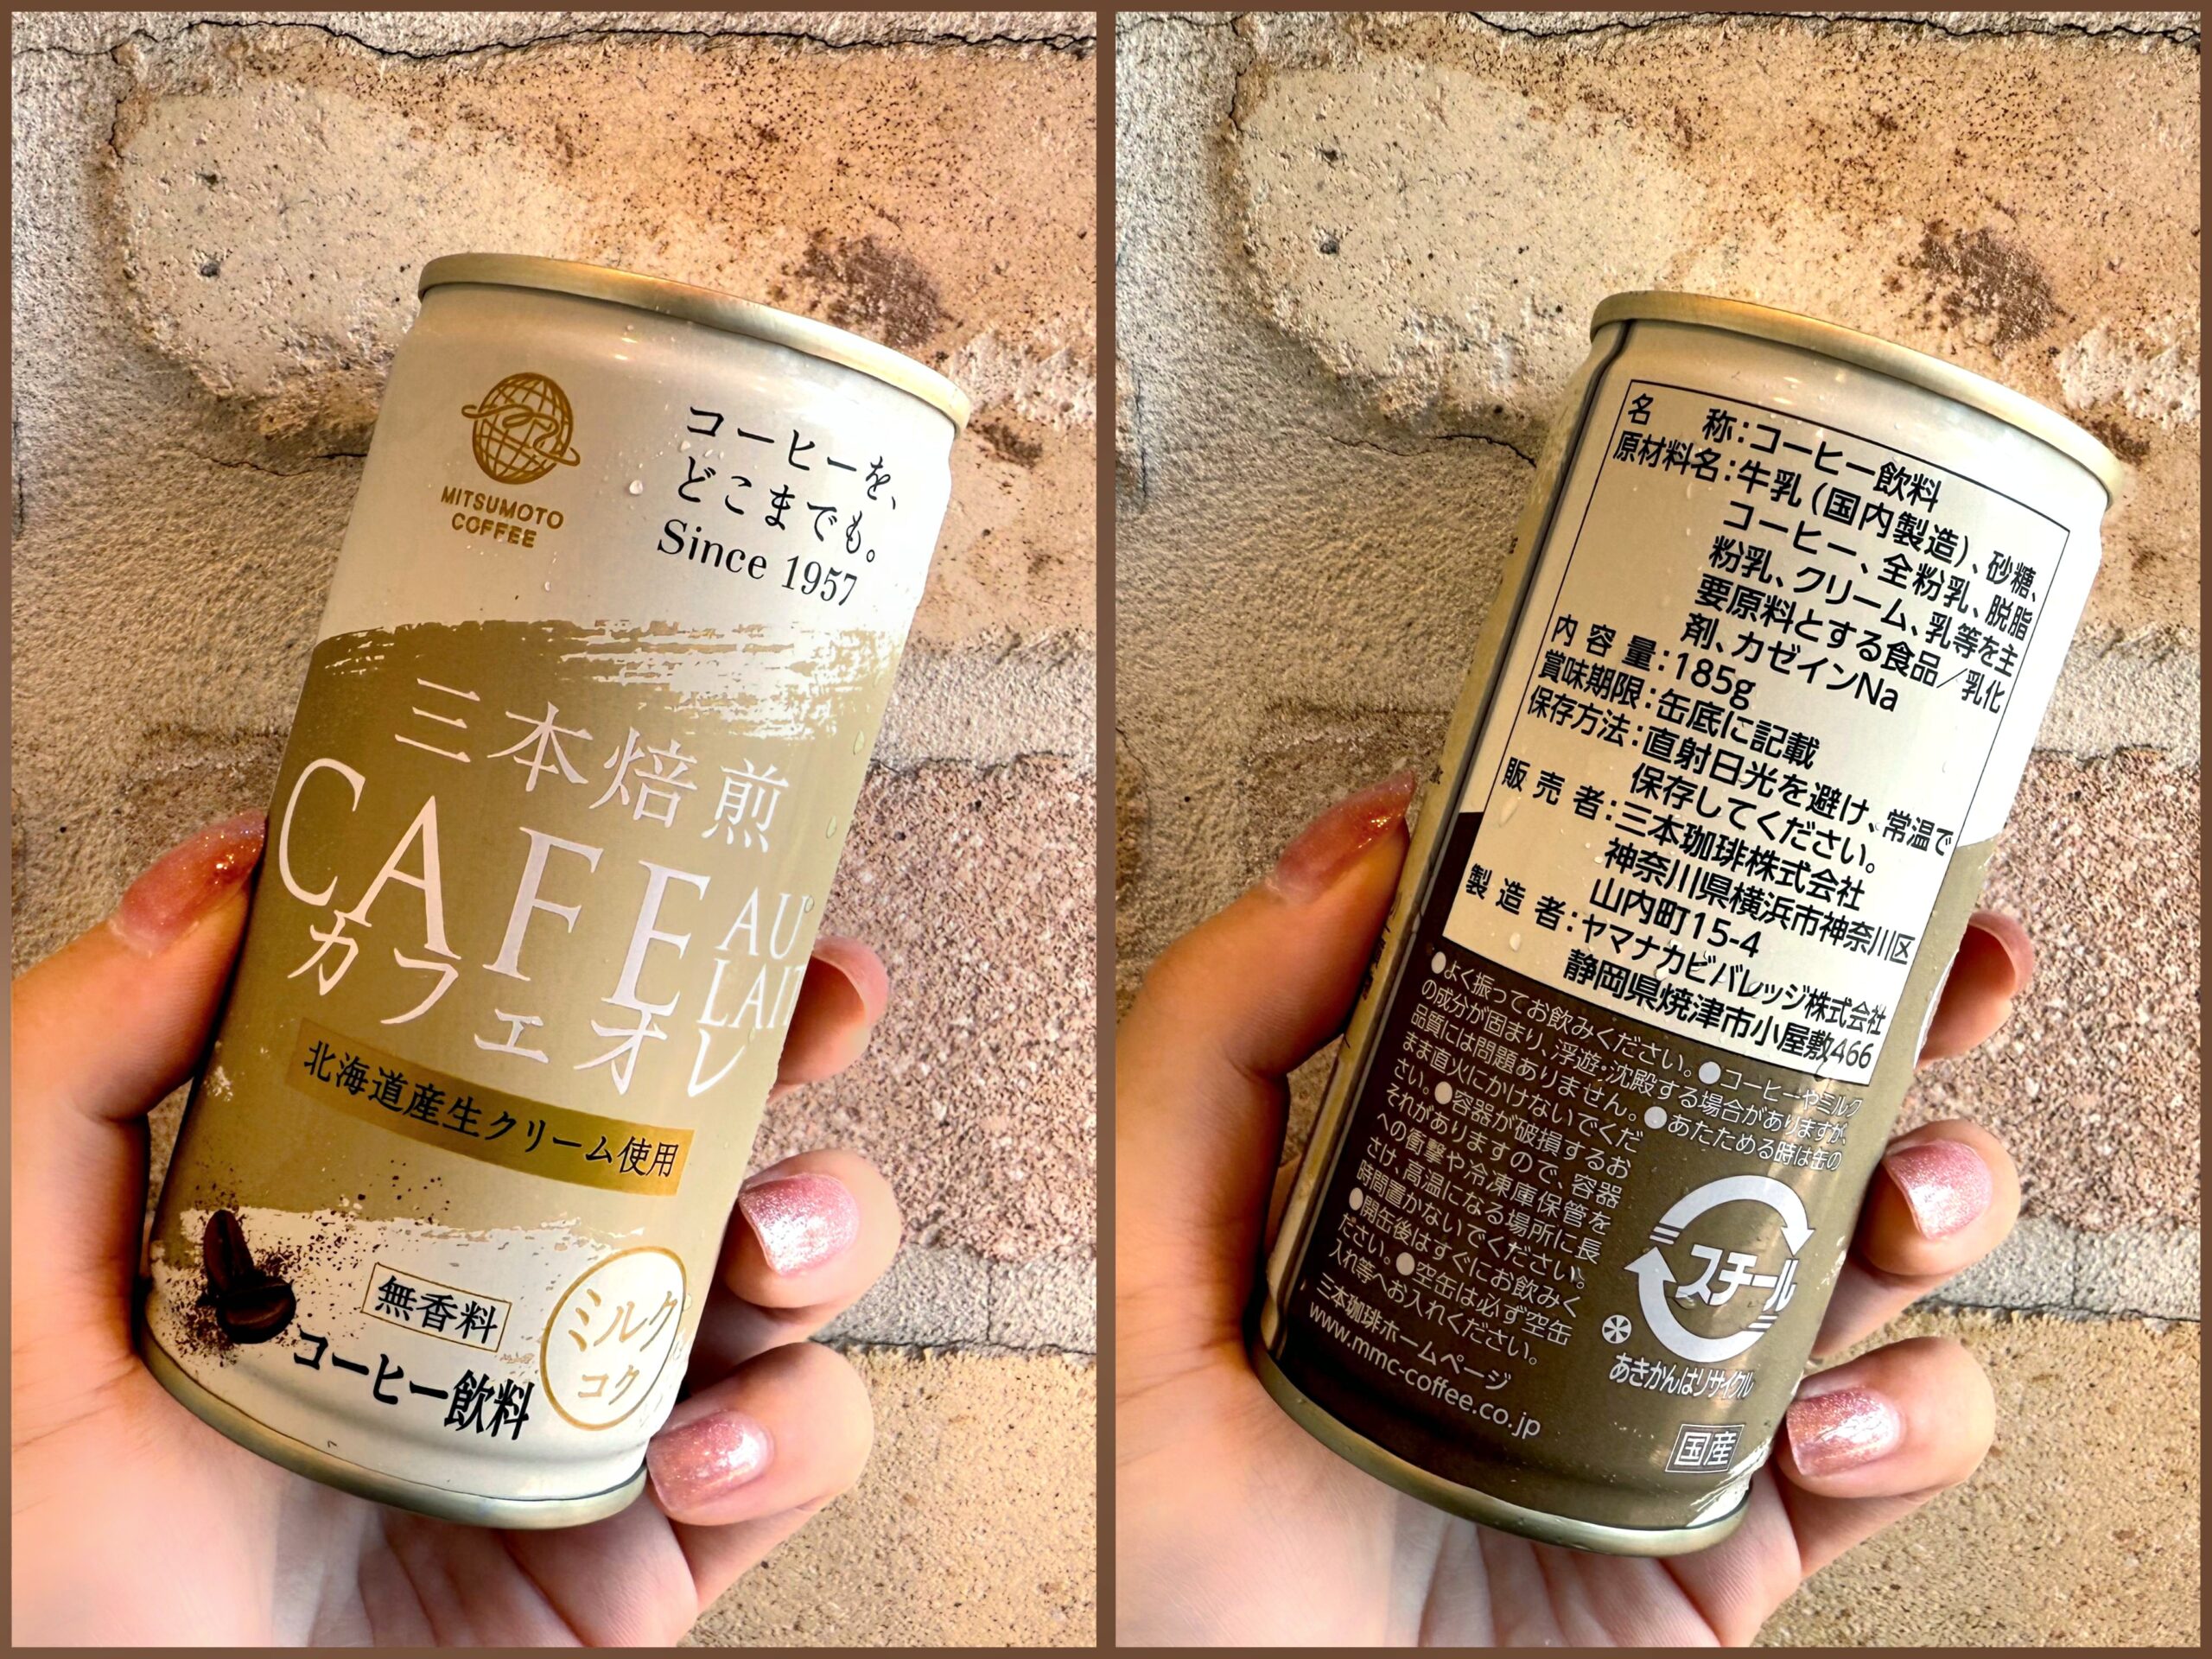 MITSUMOTO
COFFEE
コーヒーを、
どこまでも。
Since 1957
三本焙煎
CAFE
AU
LAIT
カフェオレ
北海道産生クリーム使用
無香料
コーヒー飲料
ミルク
コク
名称:コーヒー飲料
原材料名:牛乳(国内製造)、砂糖、
コーヒー、全粉乳、脱脂
粉乳、クリーム、乳等を主
要原料とする食品/乳化
剤、カゼインNa
内容量:185g
賞味期限:缶底に記載
保存方法:直射日光を避け、常温で
保存してください。
販売者:三本珈琲株式会社
神奈川県横浜市神奈川区
山内町15-4
製造者:ヤマナカビバレッジ株式会社
静岡県焼津市小屋敷466
●よく振ってお飲みください。●コーヒーやミルク
の成分が固まり、浮遊・沈殿する場合がありますが、
品質には問題ありません。●あたためる時は缶の
まま直火にかけないでくだ
さい。●容器が破損するお
それがありますので、容器
への衝撃や冷凍庫保管を
さけ、高温になる場所に長
時間置かないでください。
●開缶後はすぐにお飲みく
ださい。●空缶は必ず空缶
入れ等へお入れください。
三本珈琲ホームページ
www.mmc-coffee.co.jp
スチール
あきかんはリサイクル
国産